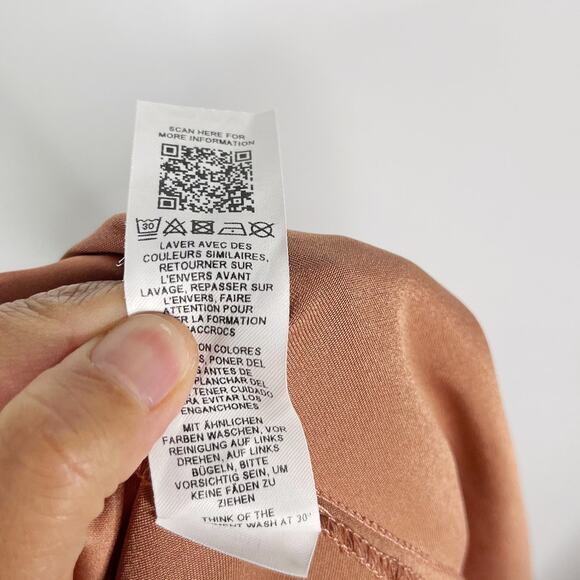 SCAN HERE FOR
MORE INFORMATION
30
LAVER AVEC DES
COULEURS SIMILAIRES,
RETOURNER SUR
L'ENVERS AVANT
LAVAGE, REPASSER SUR
L'ENVERS, FAIRE
ATTENTION POUR
LA FORMATION
ACCROCS
COLORES
PONER DEL
ANTES DE
PLANCHAR DEL
TENER CUIDADO
EVITAR LOS
ENGANCHONES
MIT ÄHNLICHEN
FARBEN WASCHEN, VOR
REINIGUNG AUF LINKS
DREHEN, AUF LINKS
BÜGELN, BITTE
VORSICHTIG SEIN, UM
KEINE FÄDEN ZU
ZIEHEN
THINK OF THE
WASH AT 30°